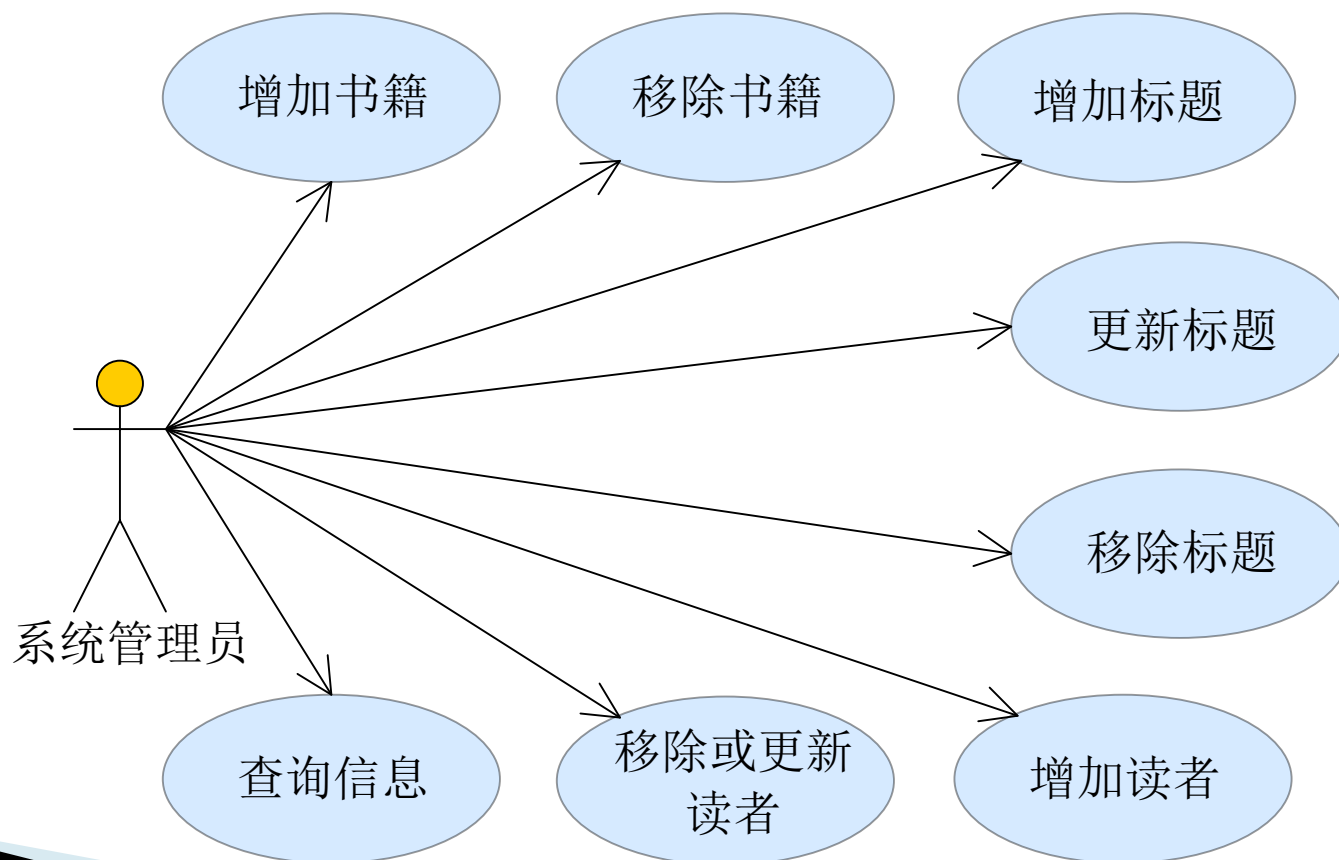 增加书籍
移除书籍
增加标题
更新标题
移除标题
系统管理员
查询信息
移除或更新
读者
增加读者